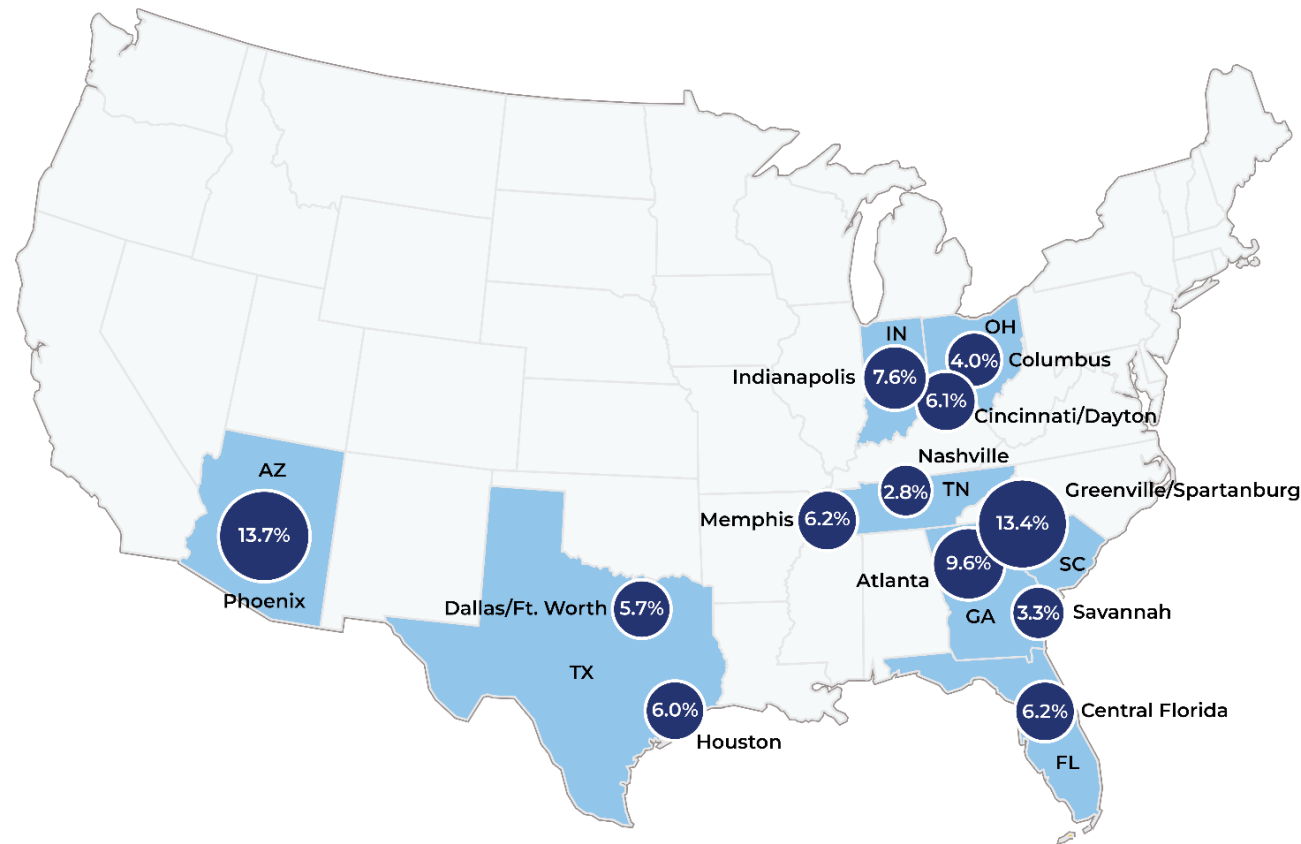 IN
OH
4.0%
Columbus
Indianapolis
7.6%
6.1%
Cincinnati/Dayton
Nashville
AZ
2.8%
TN
Greenville/Spartanburg
Memphis
6.2%
13.4%
13.7%
9.6%
SC
Atlanta
Phoenix
Dallas/Ft. Worth
5.7%
GA
3.3%
Savannah
TX
6.0%
6.2%
Central Florida
Houston
FL